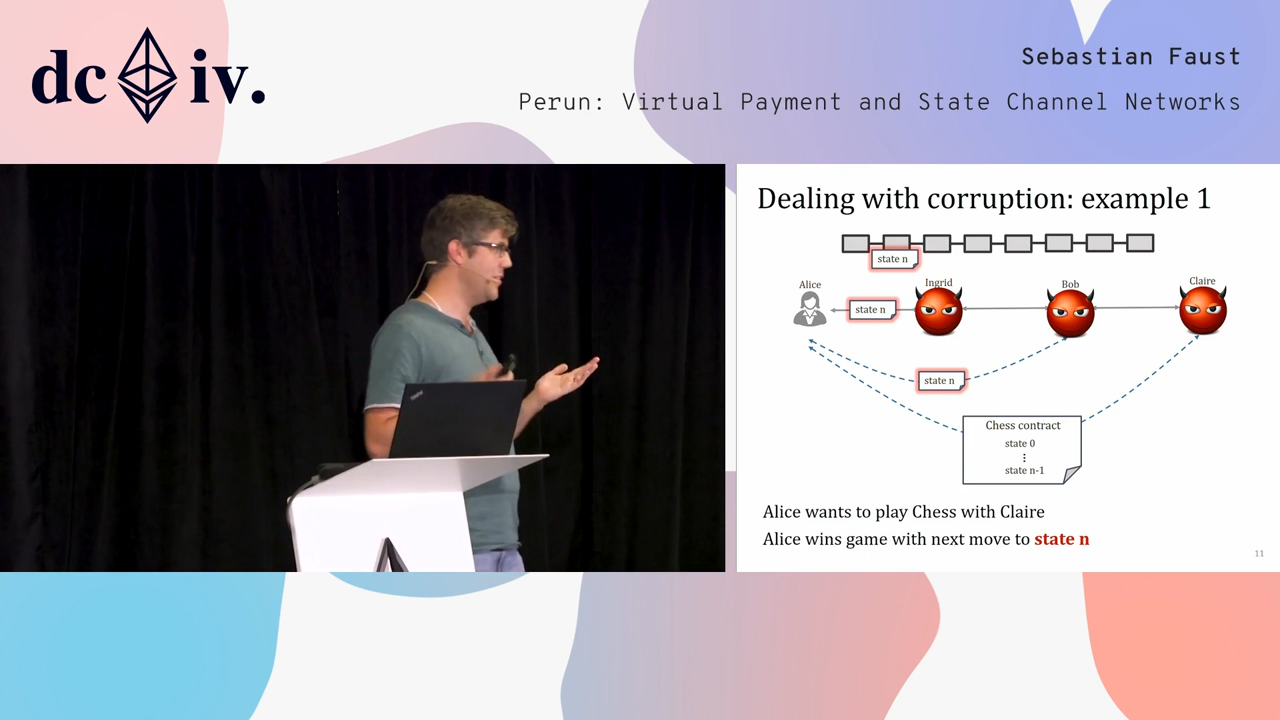 dc iv.
Sebastian Faust
Perun: Virtual Payment and State Channel Networks
Dealing with corruption: example 1
state n
Alice
Ingrid
Bob
Claire
state n
state n
Chess contract
state 0
⋮
state n-1
Alice wants to play Chess with Claire
Alice wins game with next move to state n
11